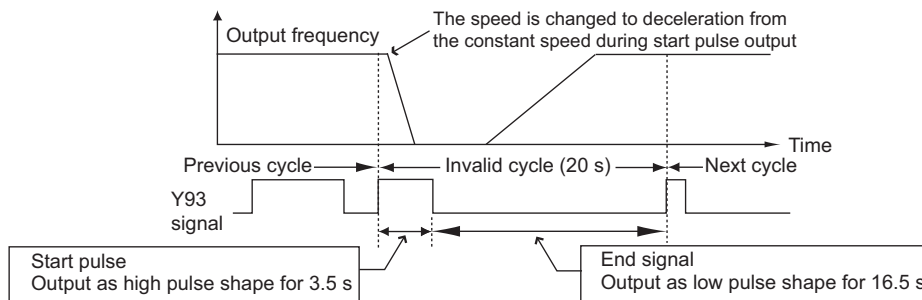 Output frequency
The speed is changed to deceleration from
the constant speed during start pulse output
Time
Previous cycle
Invalid cycle (20 s)
Next cycle
Y93
signal
Start pulse
Output as high pulse shape for 3.5 s
End signal
Output as low pulse shape for 16.5 s